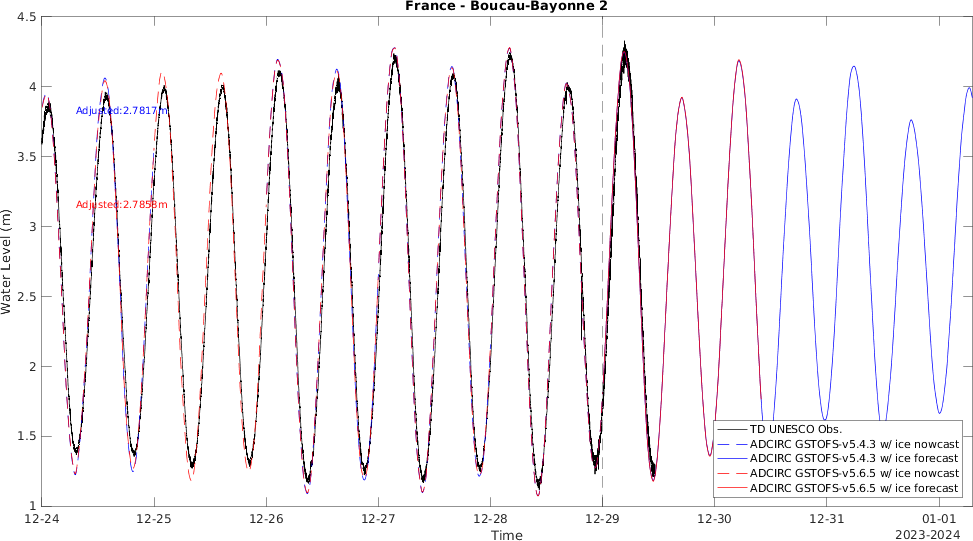 France - Boucau-Bayonne 2
4.5
4
3.5
3
2.5
2
1.5
1
Water Level (m)
Adjusted:2.7817m
Adjusted:2.7858m
TD UNESCO Obs.
ADCIRC GSTOFS-v5.4.3 w/ ice nowcast
ADCIRC GSTOFS-v5.4.3 w/ ice forecast
ADCIRC GSTOFS-v5.6.5 w/ ice nowcast
ADCIRC GSTOFS-v5.6.5 w/ ice forecast
12-24 12-25 12-26 12-27 12-28 12-29 12-30 12-31 01-01
Time
2023-2024